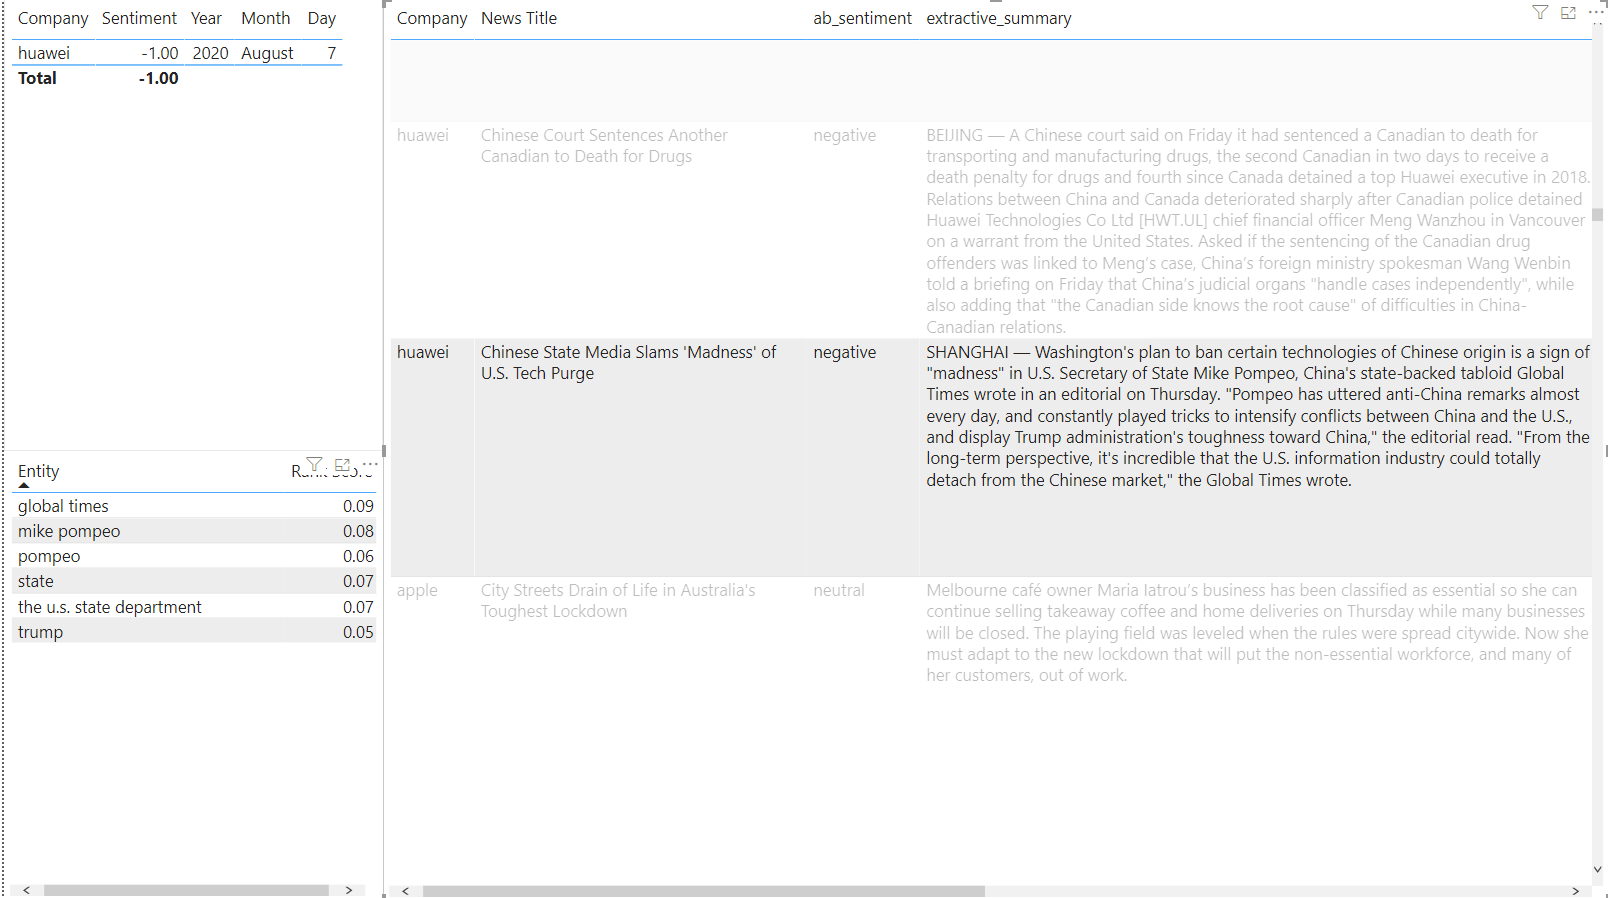 Company Sentiment Year Month Day
huawei -1.00 2020 August 7
Total -1.00
Entity
global times 0.09
mike pompeo 0.08
pompeo 0.06
state 0.07
the u.s. state department 0.07
trump 0.05
Company News Title ab_sentiment extractive_summary
huawei
Chinese Court Sentences Another
Canadian to Death for Drugs
negative
BEIJING — A Chinese court said on Friday it had sentenced a Canadian to death for
transporting and manufacturing drugs, the second Canadian in two days to receive a
death penalty for drugs and fourth since Canada detained a top Huawei executive in 2018.
Relations between China and Canada deteriorated sharply after Canadian police detained
Huawei Technologies Co Ltd [HWT.UL] chief financial officer Meng Wanzhou in Vancouver
on a warrant from the United States. Asked if the sentencing of the Canadian drug
offenders was linked to Meng's case, China's foreign ministry spokesman Wang Wenbin
told a briefing on Friday that China's judicial organs "handle cases independently", while
also adding that "the Canadian side knows the root cause" of difficulties in China-
Canadian relations.
huawei
Chinese State Media Slams 'Madness' of
U.S. Tech Purge
negative
SHANGHAI — Washington's plan to ban certain technologies of Chinese origin is a sign of
"madness" in U.S. Secretary of State Mike Pompeo, China's state-backed tabloid Global
Times wrote in an editorial on Thursday. "Pompeo has uttered anti-China remarks almost
every day, and constantly played tricks to intensify conflicts between China and the U.S.,
and display Trump administration's toughness toward China," the editorial read. "From the
long-term perspective, it's incredible that the U.S. information industry could totally
detach from the Chinese market," the Global Times wrote.
apple
City Streets Drain of Life in Australia's
Toughest Lockdown
neutral
Melbourne café owner Maria Iatrou's business has been classified as essential so she can
continue selling takeaway coffee and home deliveries on Thursday while many businesses
will be closed. The playing field was leveled when the rules were spread citywide. Now she
must adapt to the new lockdown that will put the non-essential workforce, and many of
her customers, out of work.